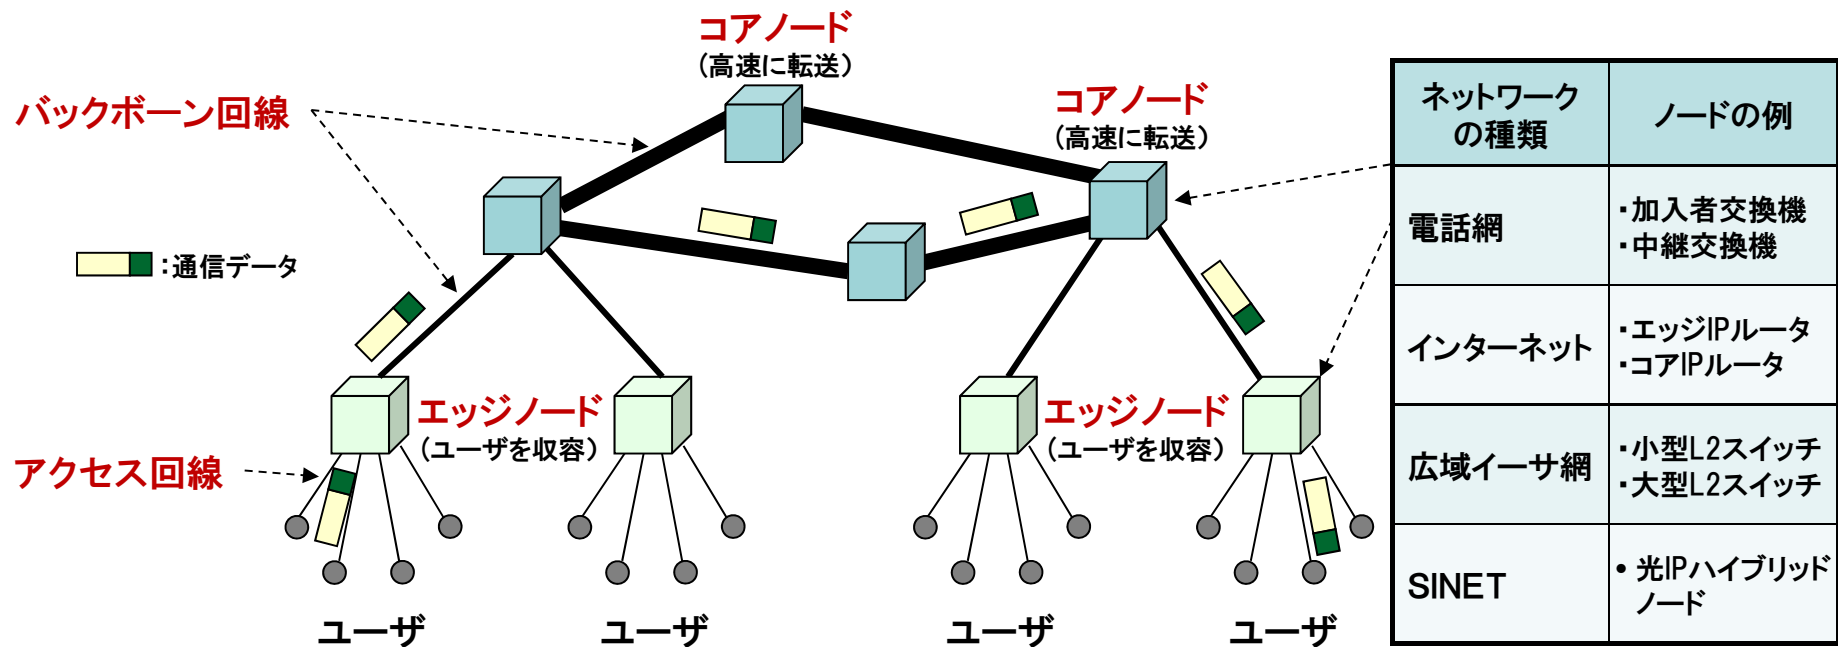 コアノード
(高速に転送)
バックボーン回線
コアノード
(高速に転送)
:通信データ
エッジノード
(ユーザを収容)
エッジノード
(ユーザを収容)
アクセス回線
ユーザ
ユーザ
ユーザ
ユーザ
ネットワーク
の種類
ノードの例
電話網
・加入者交換機
・中継交換機
インターネット
・エッジIPルータ
・コアIPルータ
広域イーサ網
・小型L2スイッチ
・大型L2スイッチ
SINET
• 光IPハイブリッド
ノード